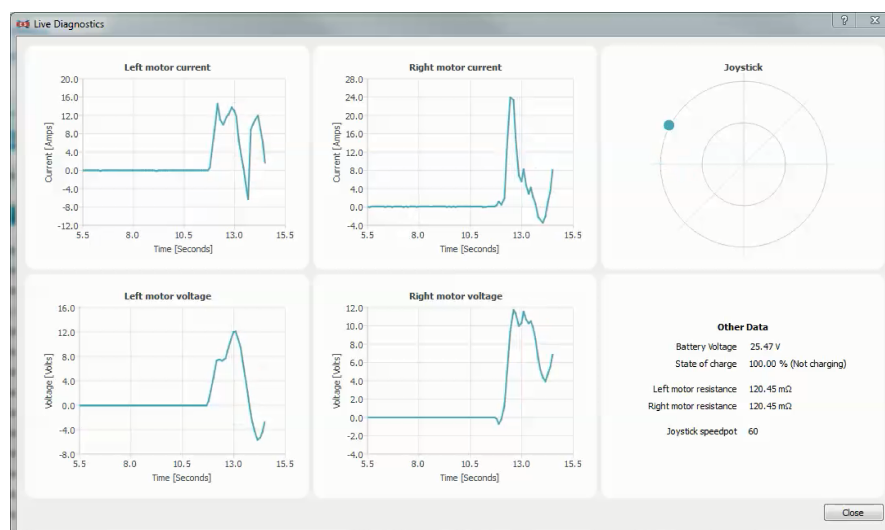 Live Diagnostics
Left motor current
Current [Amps]
20.0
16.0
12.0
8.0
4.0
0.0
-4.0
-8.0
-12.0
5.5 8.0 10.5 13.0 15.5
Time [Seconds]
Right motor current
Current [Amps]
28.0
24.0
20.0
16.0
12.0
8.0
4.0
0.0
-4.0
5.5 8.0 10.5 13.0 15.5
Time [Seconds]
Joystick
Left motor voltage
Voltage [Volts]
16.0
12.0
8.0
4.0
0.0
-4.0
-8.0
5.5 8.0 10.5 13.0 15.5
Time [Seconds]
Right motor voltage
Voltage [Volts]
12.0
10.0
8.0
6.0
4.0
2.0
0.0
-2.0
-4.0
5.5 8.0 10.5 13.0 15.5
Time [Seconds]
Other Data
Battery Voltage 25.47 V
State of charge 100.00 % (Not charging)
Left motor resistance 120.45 mΩ
Right motor resistance 120.45 mΩ
Joystick speedpot 60
Close